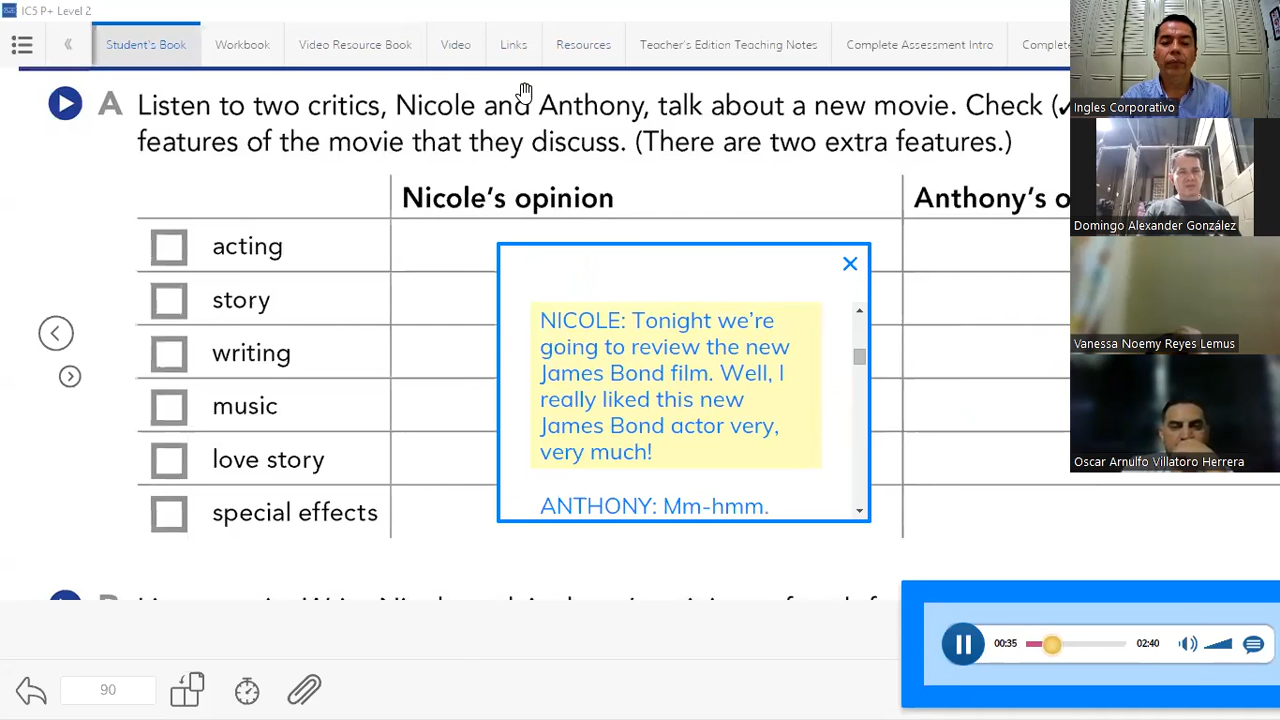 IC5 P+ Level 2
Student's Book
Workbook
Video Resource Book
Video
Links
Resources
Teacher's Edition Teaching Notes
Complete Assessment Intro
Complete
A Listen to two critics, Nicole and Anthony, talk about a new movie. Check (✓
features of the movie that they discuss. (There are two extra features.)
Nicole's opinion
Anthony's o
acting
story
writing
music
love story
special effects
NICOLE: Tonight we're
going to review the new
James Bond film. Well, I
really liked this new
James Bond actor very,
very much!
ANTHONY: Mm-hmm.
Ingles Corporativo
Domingo Alexander González
Vanessa Noemy Reyes Lemus
Oscar Arnulfo Villatoro Herrera
00:35
02:40
90